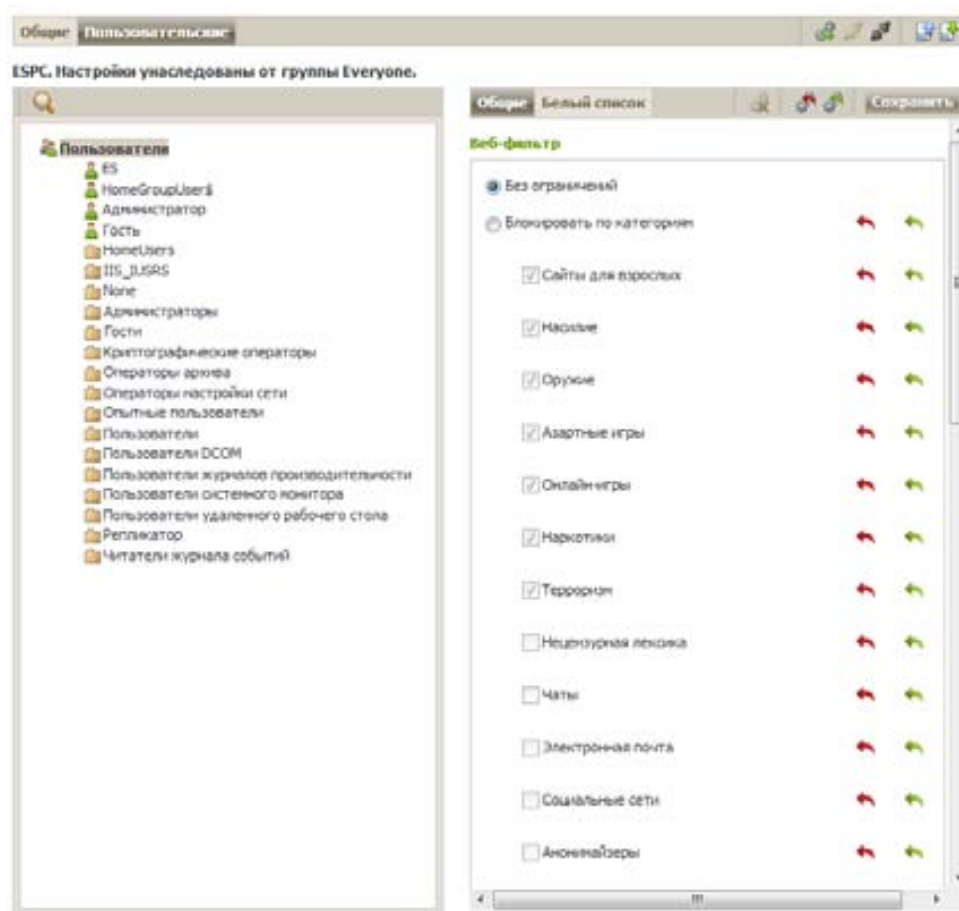 Общие Пользовательские
ESPC. Настройки унаследованы от группы Everyone.
Пользователи
ES
HomeGroupUser$
Администратор
Гость
HomeUsers
IIS_IUSRS
None
Администраторы
Гости
Криптографические операторы
Операторы архива
Операторы настройки сети
Опытные пользователи
Пользователи
Пользователи DCOM
Пользователи журналов производительности
Пользователи системного монитора
Пользователи удаленного рабочего стола
Репликатор
Читатели журнала событий
Общие Белый список Сохранить
Веб-фильтр
Без ограничений
Блокировать по категориям
Сайты для взрослых
Насилие
Оружие
Азартные игры
Онлайн-игры
Наркотики
Терроризм
Нецензурная лексика
Чаты
Электронная почта
Социальные сети
Анонимайзеры